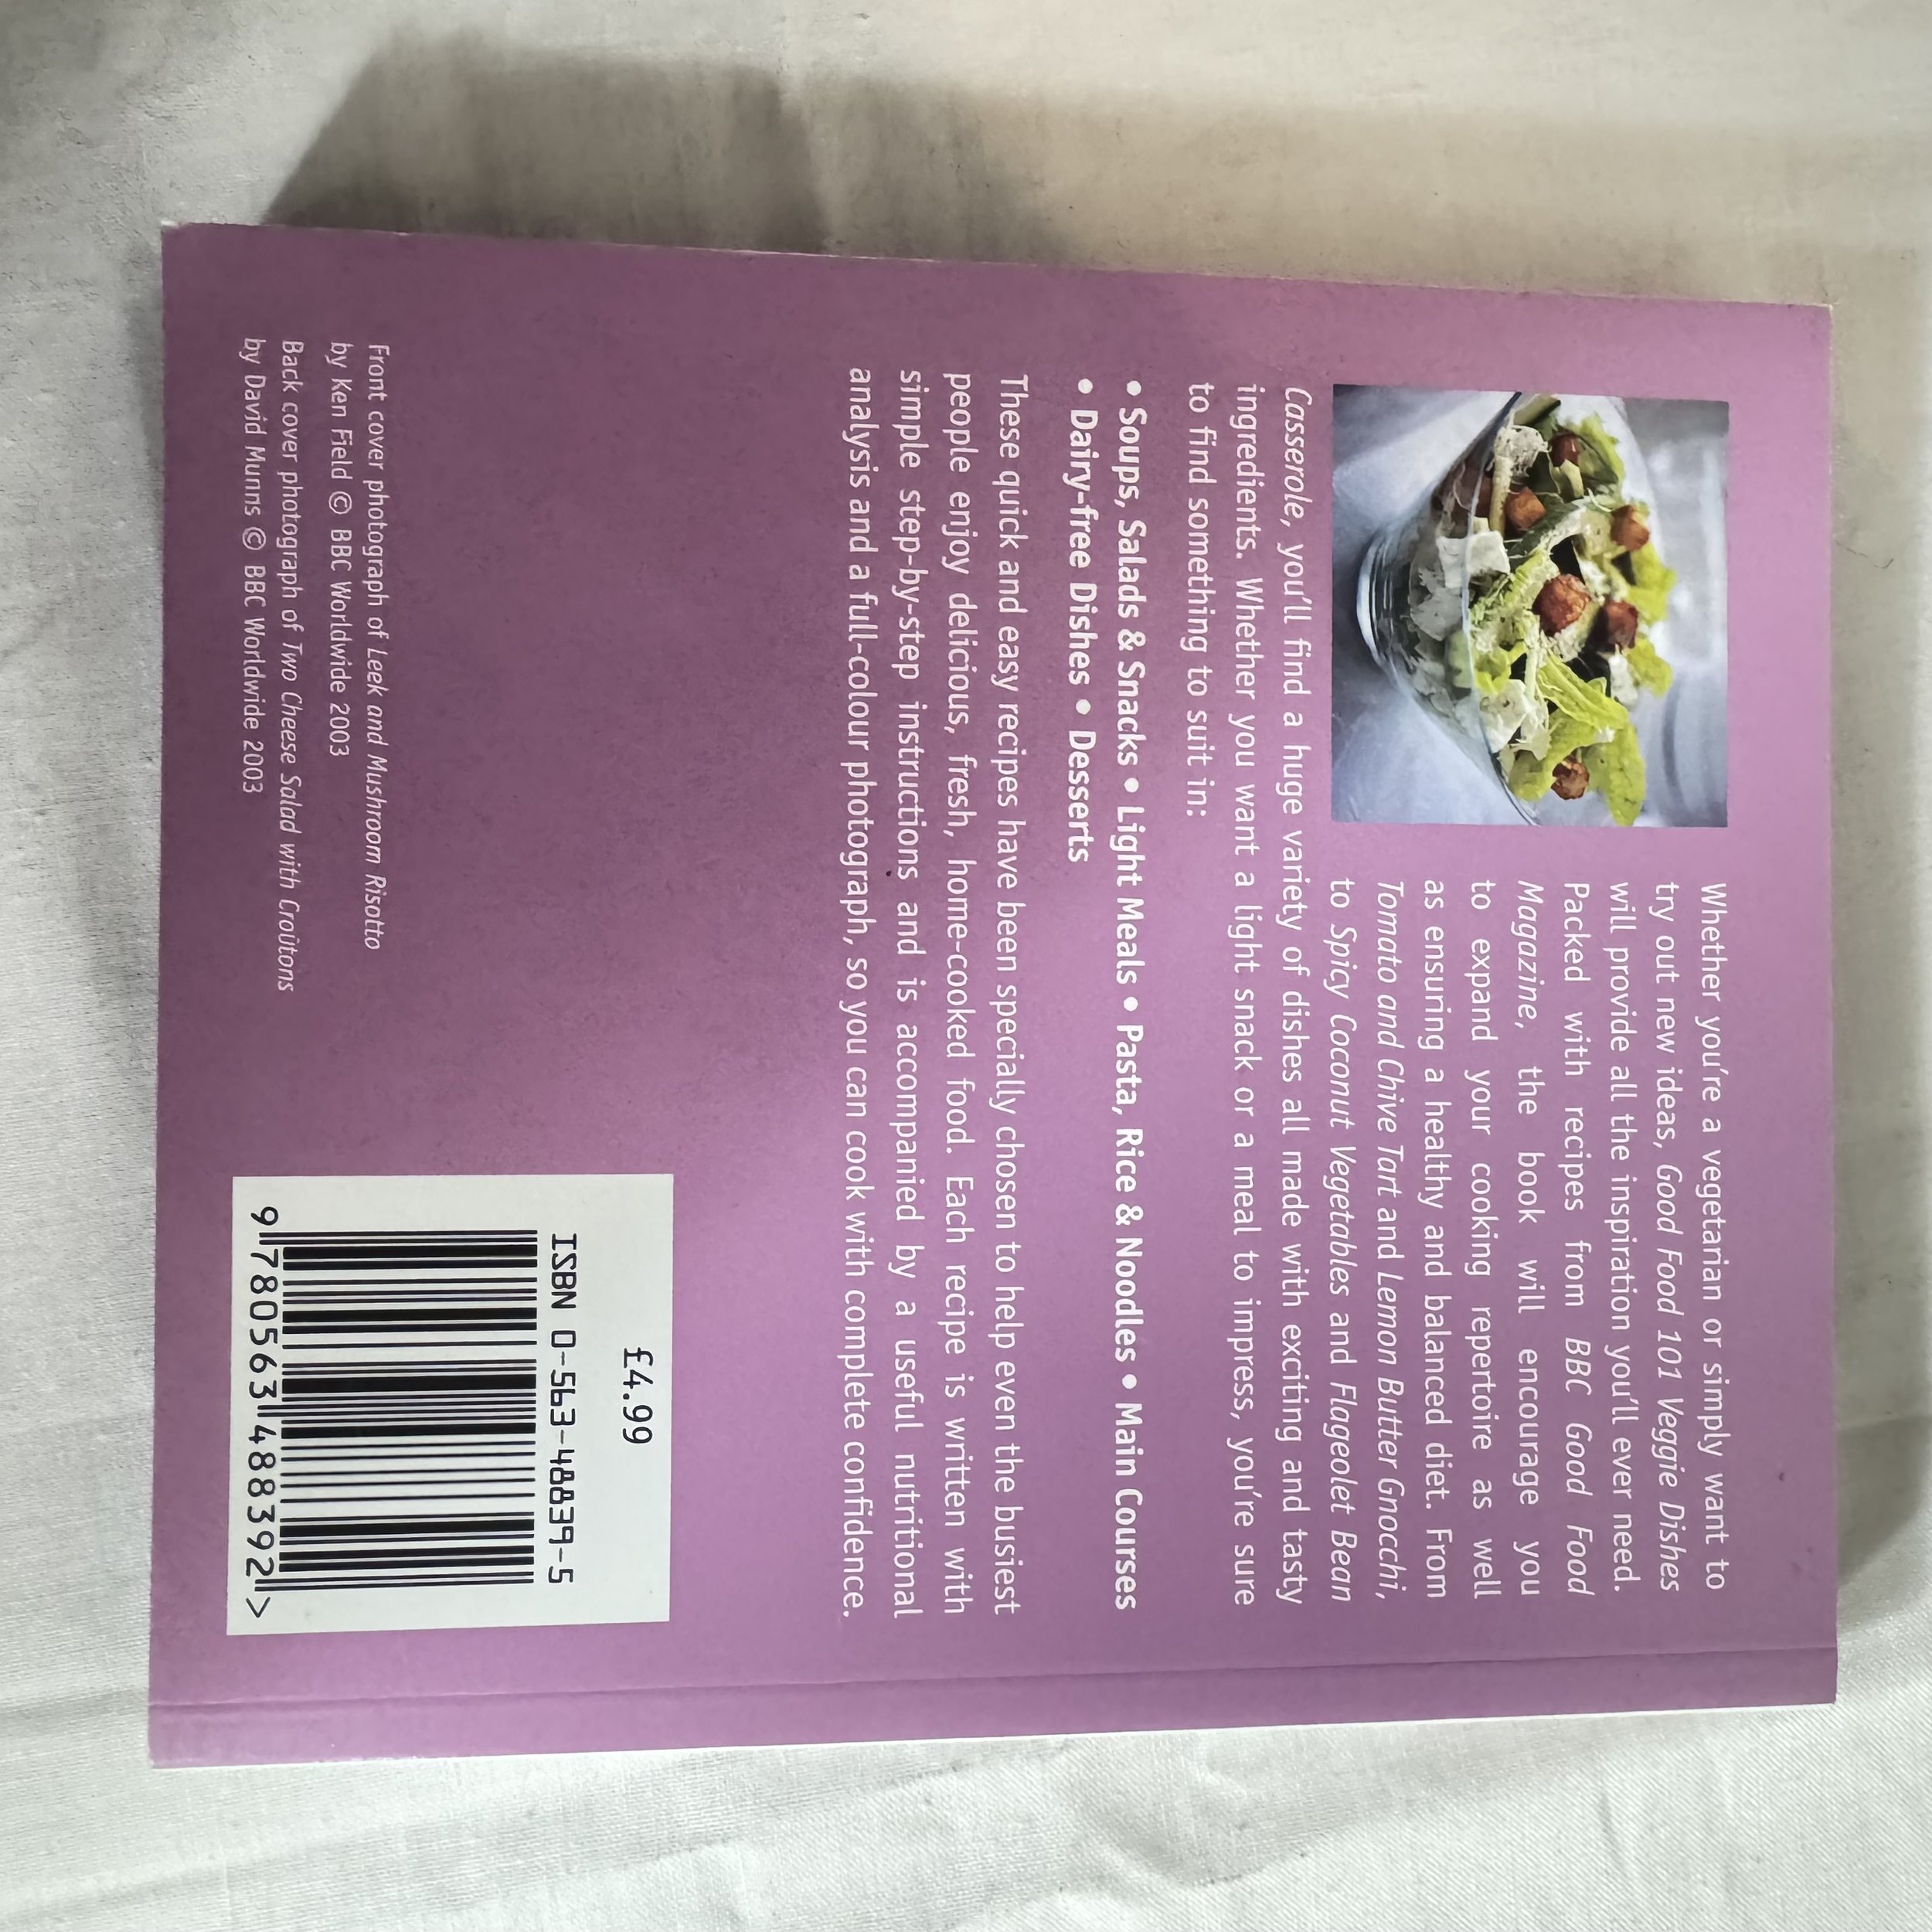 Whether you're a vegetarian or simply want to
try out new ideas, Good Food 101 Veggie Dishes
will provide all the inspiration you'll ever need.
Packed with recipes from BBC Good Food
Magazine, the book will encourage you
to expand your cooking repertoire as well
as ensuring a healthy and balanced diet. From
Tomato and Chive Tart and Lemon Butter Gnocchi,
to Spicy Coconut Vegetables and Flageolet Bean
Casserole, you'll find a huge variety of dishes all made with exciting and tasty
ingredients. Whether you want a light snack or a meal to impress, you're sure
to find something to suit in:
• Soups, Salads & Snacks • Light Meals • Pasta, Rice & Noodles • Main Courses
• Dairy-free Dishes • Desserts
These quick and easy recipes have been specially chosen to help even the busiest
people enjoy delicious, fresh, home-cooked food. Each recipe is written with
simple step-by-step instructions and is accompanied by a useful nutritional
analysis and a full-colour photograph, so you can cook with complete confidence.
£4.99
ISBN 0-563-48839-5
9 780563 488392 >
Front cover photograph of Leek and Mushroom Risotto
by Ken Field © BBC Worldwide 2003
Back cover photograph of Two Cheese Salad with Croûtons
by David Munns © BBC Worldwide 2003